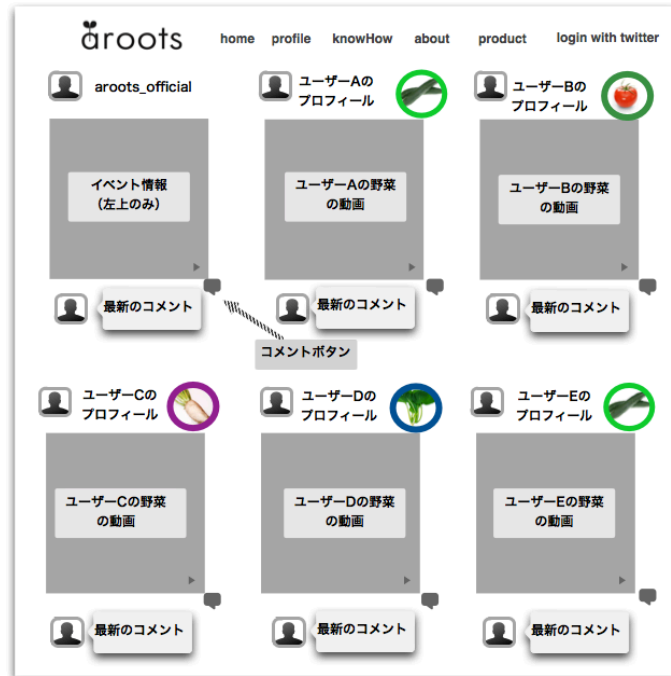 aroots
home profile knowHow about product login with twitter
aroots_official
ユーザーAの
プロフィール
ユーザーBの
プロフィール
イベント情報
（左上のみ）
ユーザーAの野菜
の動画
ユーザーBの野菜
の動画
最新のコメント
最新のコメント
最新のコメント
コメントボタン
ユーザーCの
プロフィール
ユーザーDの
プロフィール
ユーザーEの
プロフィール
ユーザーCの野菜
の動画
ユーザーDの野菜
の動画
ユーザーEの野菜
の動画
最新のコメント
最新のコメント
最新のコメント